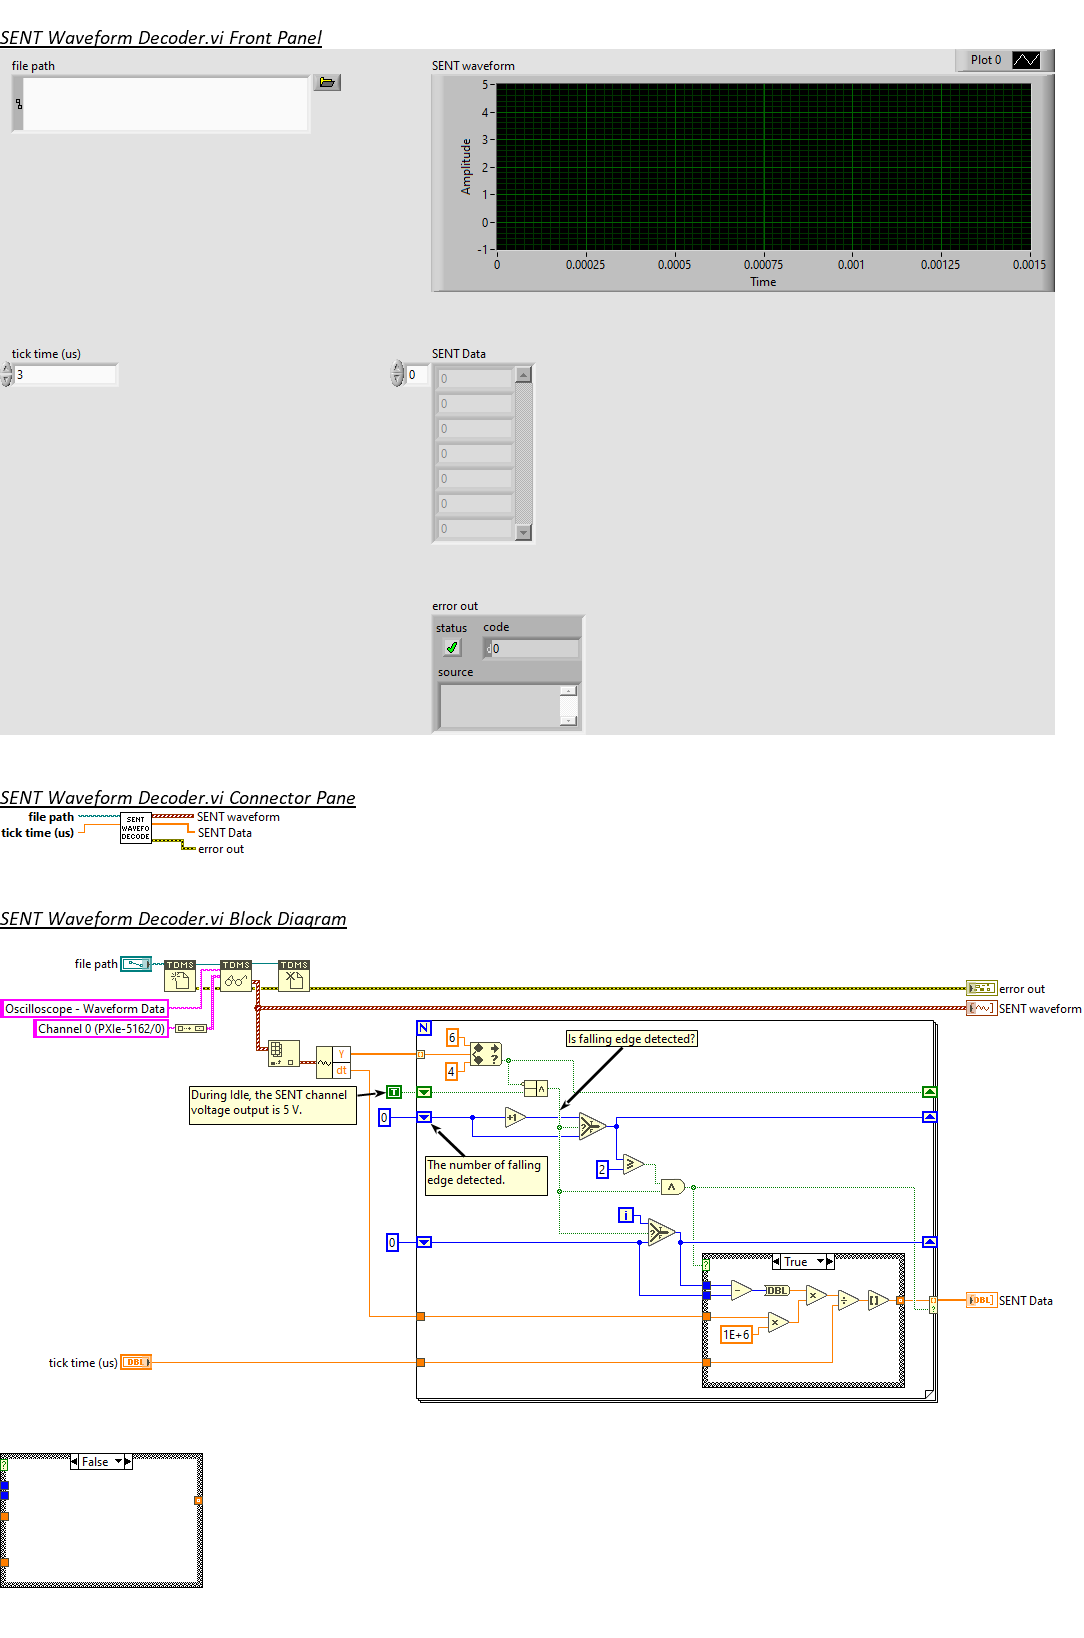 SENT Waveform Decoder.vi Front Panel
file path
SENT waveform
Plot 0
5
4
3
2
1
0
-1
Amplitude
0 0.00025 0.0005 0.00075 0.001 0.00125 0.0015
Time
tick time (us)
3
SENT Data
0
0
0
0
0
0
0
0
error out
status code
d0
source
SENT Waveform Decoder.vi Connector Pane
file path
tick time (us)
SENT
WAVEFO
DECODE
SENT waveform
SENT Data
error out
SENT Waveform Decoder.vi Block Diagram
file path
TDMS TDMS TDMS
Oscilloscope - Waveform Data
Channel 0 (PXIe-5162/0)
error out
SENT waveform
N
Is falling edge detected?
6
4
Y
dt
T
During Idle, the SENT channel
voltage output is 5 V.
0
+1
The number of falling
edge detected.
2
i
0
True
DBL
1E+6
DBL
SENT Data
tick time (us)
DBL
False